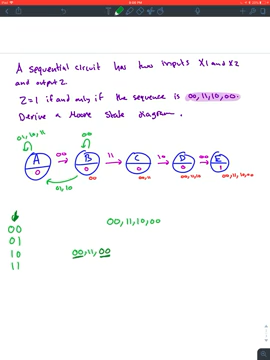 A sequential circuit has two inputs X1 and X2
and output Z
Z=1 if and only if the sequence is 00, 11, 10, 00.
Derive a Moore State diagram.
01, 10, 11
00
A 00 B 11 C 10 D 00 E
0 0 0 0 1
01, 10
00
00, 11
00, 11, 10
00, 11, 10, 00
00
01
10
11
00, 11, 10, 00
00, 11, 00